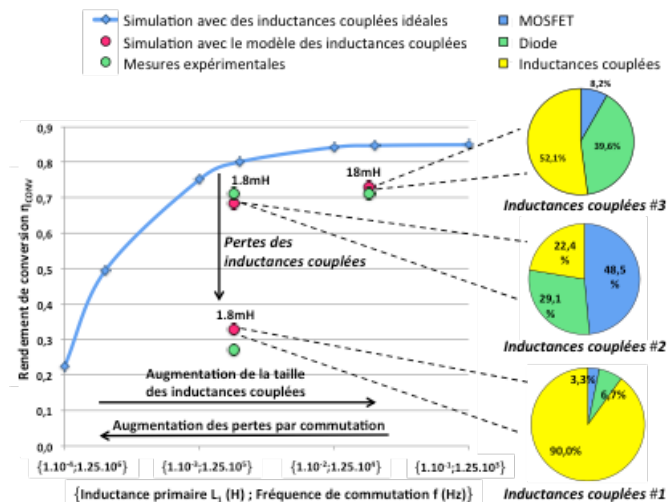 Simulation avec des inductances couplées idéales
Simulation avec le modèle des inductances couplées
Mesures expérimentales
MOSFET
Diode
Inductances couplées
8,2%
39,6%
52,1%
Inductances couplées #3
22,4 %
48,5 %
29,1 %
Inductances couplées #2
3,3%
6,7%
90,0%
Inductances couplées #1
Rendement de conversion ηCONV
0,9
0,8
0,7
0,6
0,5
0,4
0,3
0,2
0,1
0,0
1.8mH
18mH
Pertes des
inductances couplées
1.8mH
Augmentation de la taille
des inductances couplées
Augmentation des pertes par commutation
{1.10⁻⁴;1.25.10⁶}
{1.10⁻³;1.25.10⁵}
{1.10⁻²;1.25.10⁴}
{1.10⁻¹;1.25.10³}
{Inductance primaire L₁ (H) ; Fréquence de commutation f (Hz)}